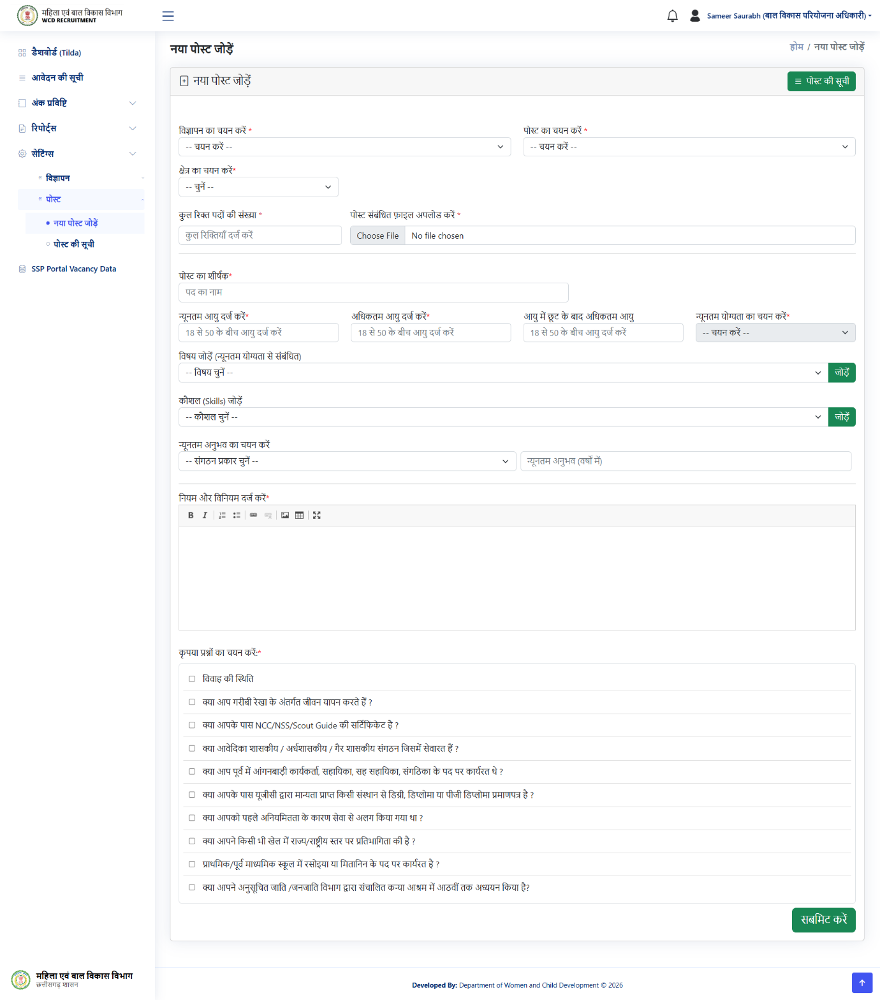 महिला एवं बाल विकास विभाग
WCD RECRUITMENT
Sameer Saurabh (बाल विकास परियोजना अधिकारी)
डैशबोर्ड (Tilda)
आवेदन की सूची
अंक प्रविष्टि
रिपोर्ट्स
सेटिंग्स
विज्ञापन
पोस्ट
नया पोस्ट जोड़ें
पोस्ट की सूची
SSP Portal Vacancy Data
नया पोस्ट जोड़ें
होम / नया पोस्ट जोड़ें
नया पोस्ट जोड़ें
पोस्ट की सूची
विज्ञापन का चयन करें *
पोस्ट का चयन करें *
-- चयन करें --
-- चयन करें --
क्षेत्र का चयन करें*
-- चुनें --
कुल रिक्त पदों की संख्या *
पोस्ट संबंधित फ़ाइल अपलोड करें *
कुल रिक्तियाँ दर्ज करें
Choose File No file chosen
पोस्ट का शीर्षक*
पद का नाम
न्यूनतम आयु दर्ज करें*
अधिकतम आयु दर्ज करें*
आयु में छूट के बाद अधिकतम आयु
न्यूनतम योग्यता का चयन करें*
18 से 50 के बीच आयु दर्ज करें
18 से 50 के बीच आयु दर्ज करें
18 से 50 के बीच आयु दर्ज करें
-- चयन करें --
विषय जोड़ें (न्यूनतम योग्यता से संबंधित)
-- विषय चुनें --
जोड़ें
कौशल (Skills) जोड़ें
-- कौशल चुनें --
जोड़ें
न्यूनतम अनुभव का चयन करें
-- संगठन प्रकार चुनें --
न्यूनतम अनुभव (वर्षों में)
नियम और विनियम दर्ज करें*
कृपया प्रश्नों का चयन करें:*
विवाह की स्थिति
क्या आप गरीबी रेखा के अंतर्गत जीवन यापन करते हैं ?
क्या आपके पास NCC/NSS/Scout Guide की सर्टिफिकेट है ?
क्या आवेदिका शासकीय / अर्धशासकीय / गैर शासकीय संगठन जिसमें सेवारत हैं ?
क्या आप पूर्व में आंगनबाड़ी कार्यकर्ता, सहायिका, सह सहायिका, संगठिका के पद पर कार्यरत थे ?
क्या आपके पास यूजीसी द्वारा मान्यता प्राप्त किसी संस्थान से डिग्री, डिप्लोमा या पीजी डिप्लोमा प्रमाणपत्र है ?
क्या आपको पहले अनियमितता के कारण सेवा से अलग किया गया था ?
क्या आपने किसी भी खेल में राज्य/राष्ट्रीय स्तर पर प्रतिभागिता की है ?
प्राथमिक/पूर्व माध्यमिक स्कूल में रसोइया या मितानिन के पद पर कार्यरत है ?
क्या आपने अनुसूचित जाति /जनजाति विभाग द्वारा संचालित कन्या आश्रम में आठवीं तक अध्ययन किया है?
सबमिट करें
महिला एवं बाल विकास विभाग
छत्तीसगढ़ शासन
Developed By: Department of Women and Child Development © 2026